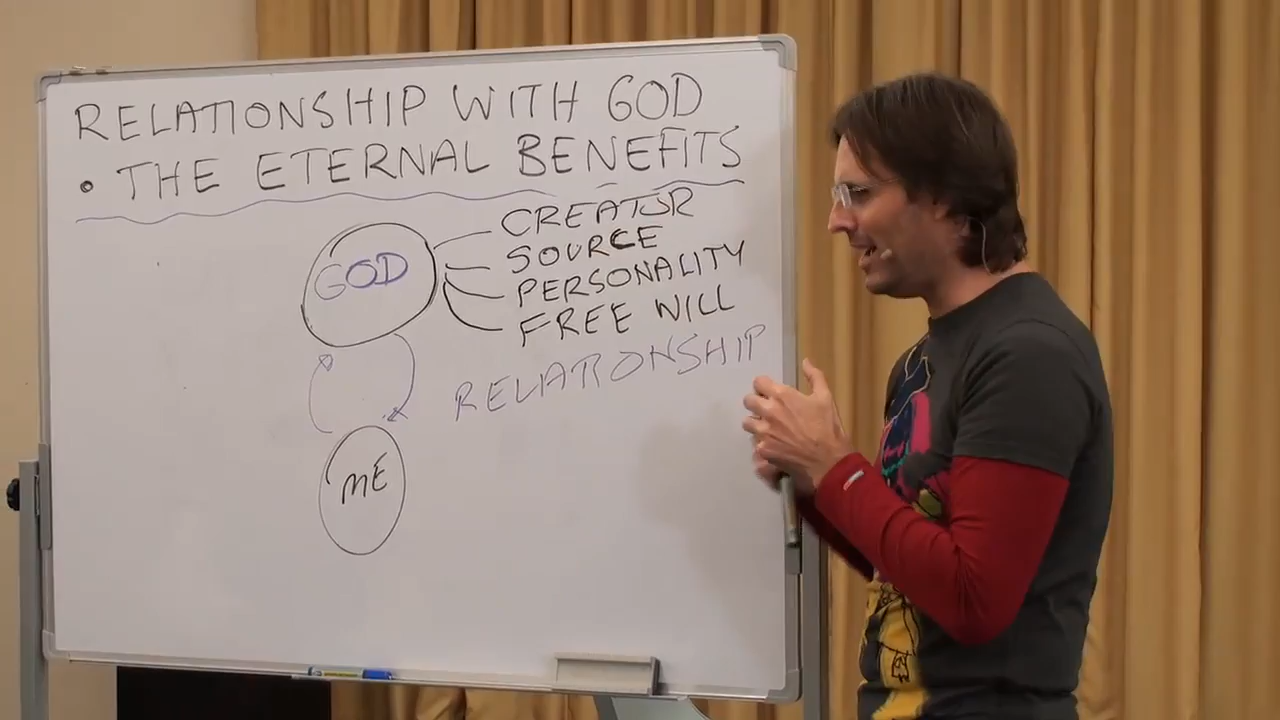 RELATIONSHIP WITH GOD
• THE ETERNAL BENEFITS
CREATOR
GOD
SOURCE
PERSONALITY
FREE WILL
RELATIONSHIP
ME